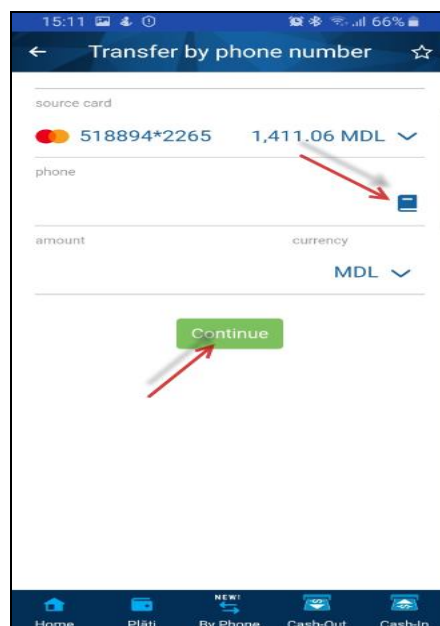 15:11 66%
Transfer by phone number
source card
518894*2265 1,411.06 MDL
phone
amount currency
MDL
Continue
NEW!
Home Plăți By Phone Cash-Out Cash-In